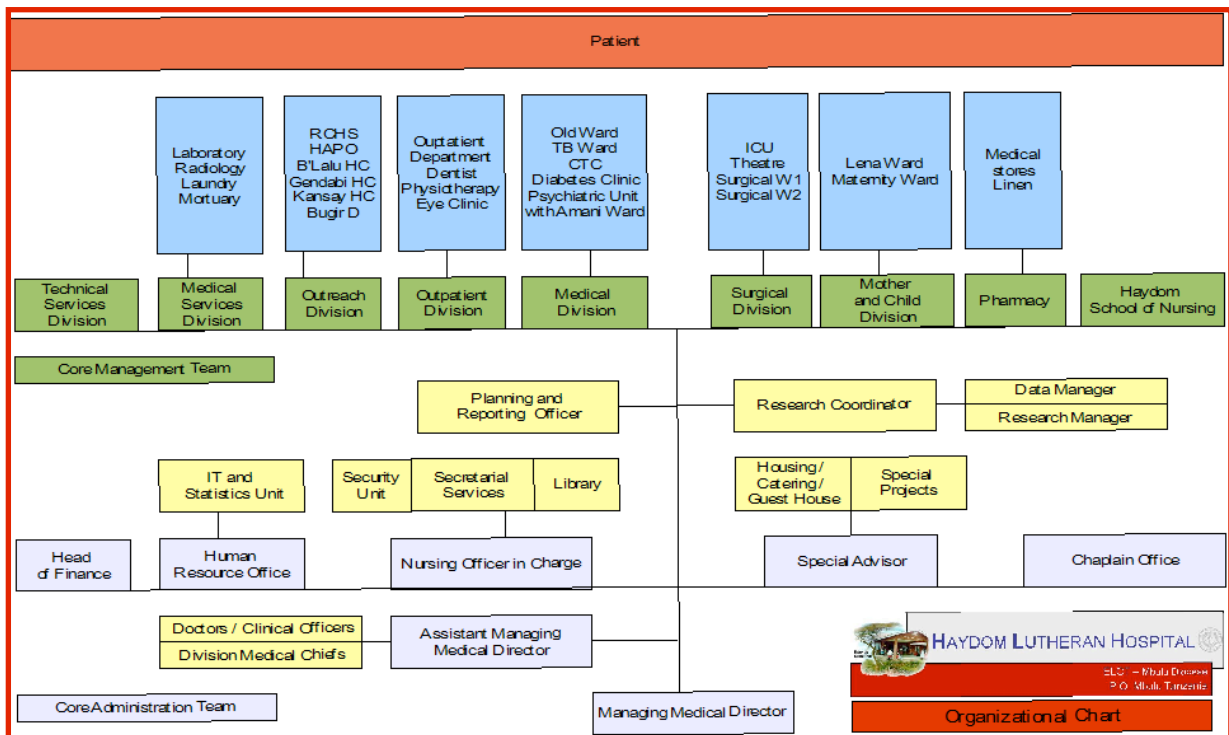 Patient
Laboratory
Radiology
Laundry
Mortuary
RCHS
HAPO
B'Lalu HC
Gendabi HC
Kansay HC
Bugir D
Ouptatient
Department
Dentist
Physiotherapy
Eye Clinic
Old Ward
TB Ward
CTC
Diabetes Clinic
Psychiatric Unit
with Amani Ward
ICU
Theatre
Surgical W1
Surgical W2
Lena Ward
Maternity Ward
Medical
stores
Linen
Technical
Services
Division
Medical
Services
Division
Outreach
Division
Outpatient
Division
Medical
Division
Surgical
Division
Mother
and Child
Division
Pharmacy
Haydom
School of Nursing
Core Management Team
Planning and
Reporting Officer
Research Coordinator
Data Manager
Research Manager
IT and
Statistics Unit
Security
Unit
Secretarial
Services
Library
Housing /
Catering /
Guest House
Special
Projects
Head
of Finance
Human
Resource Office
Nursing Officer in Charge
Special Advisor
Chaplain Office
Doctors / Clinical Officers
Division Medical Chiefs
Assistant Managing
Medical Director
HAYDOM LUTHERAN HOSPITAL
Mbulu Diocese
Mbulu Tanzania
Core Administration Team
Managing Medical Director
Organizational Chart